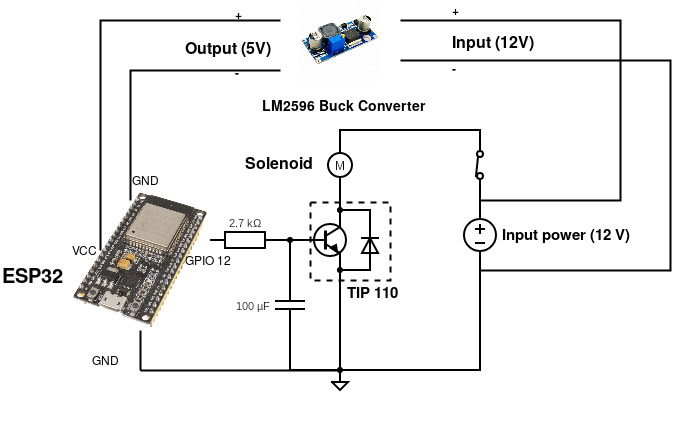 +
+
Output (5V)
Input (12V)
-
-
LM2596 Buck Converter
Solenoid
M
GND
2.7 kΩ
VCC
GPIO 12
Input power (12 V)
ESP32
TIP 110
100 µF
GND